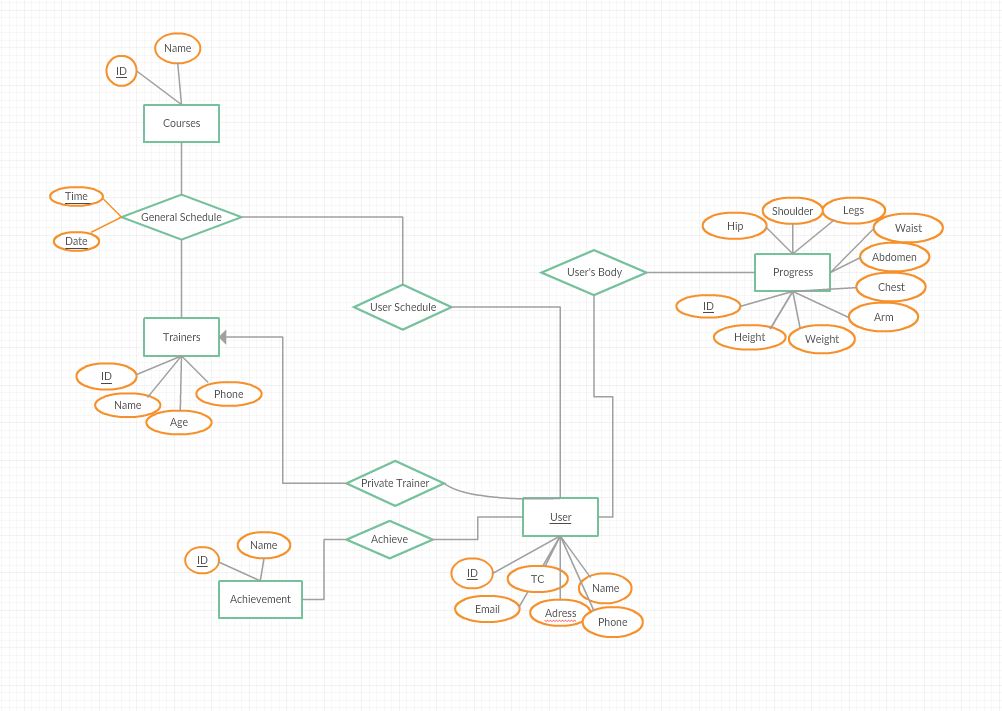 Name
ID
Courses
Time
General Schedule
Date
Shoulder
Legs
Hip
Waist
Abdomen
User's Body
Progress
Chest
ID
User Schedule
Arm
Trainers
Height
Weight
ID
Phone
Name
Age
Private Trainer
User
Achieve
Name
ID
ID
TC
Name
Achievement
Email
Adress
Phone